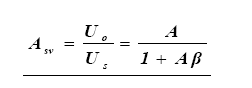 A_sv = U_o / U_s = A / (1 + Aβ)